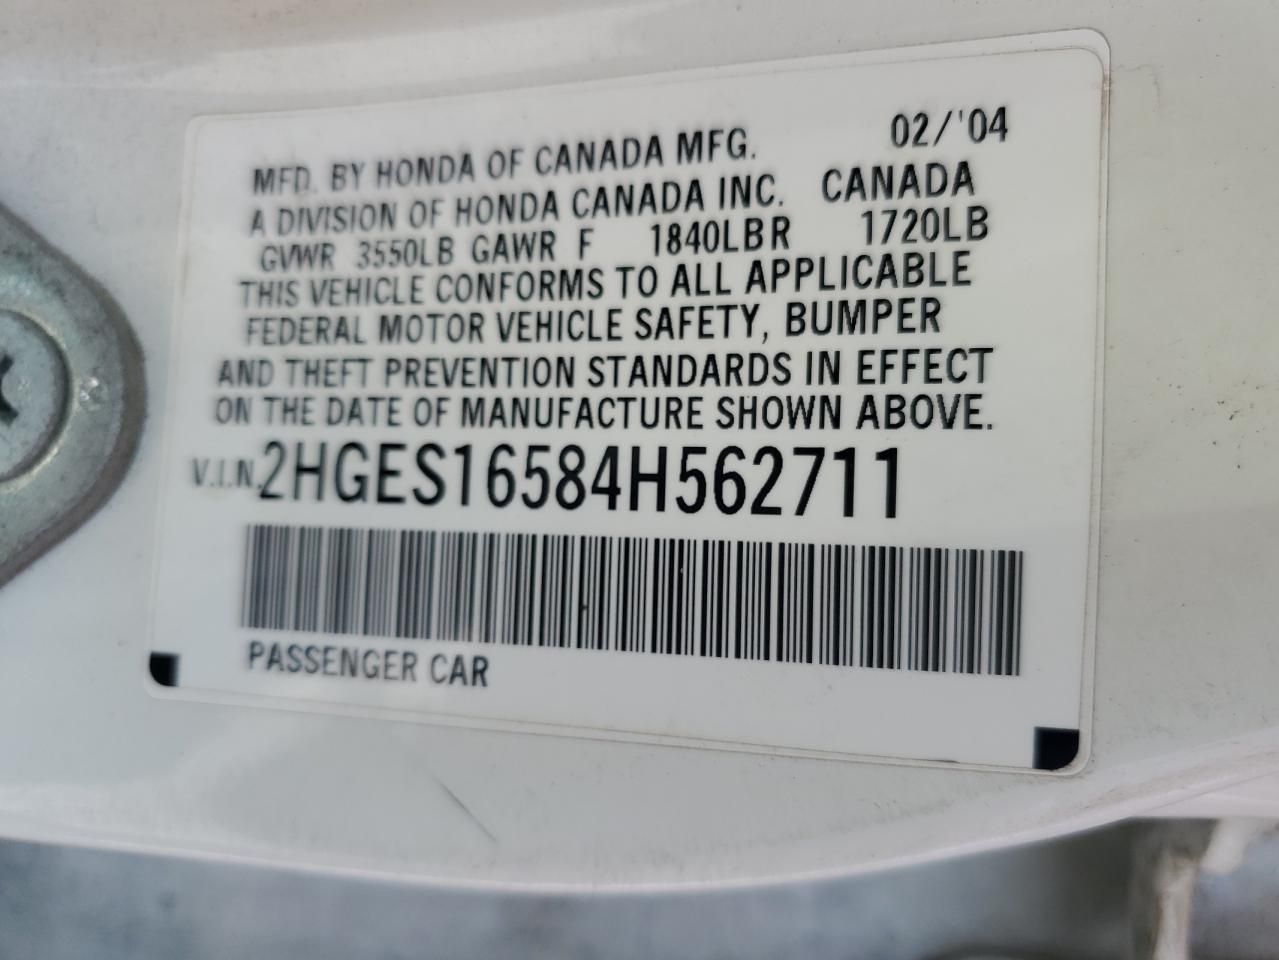 02/'04
MFD. BY HONDA OF CANADA MFG.
A DIVISION OF HONDA CANADA INC. CANADA
GVWR 3550LB GAWR F 1840LBR 1720LB
THIS VEHICLE CONFORMS TO ALL APPLICABLE
FEDERAL MOTOR VEHICLE SAFETY, BUMPER
AND THEFT PREVENTION STANDARDS IN EFFECT
ON THE DATE OF MANUFACTURE SHOWN ABOVE.
V.I.N. 2HGES16584H562711
PASSENGER CAR